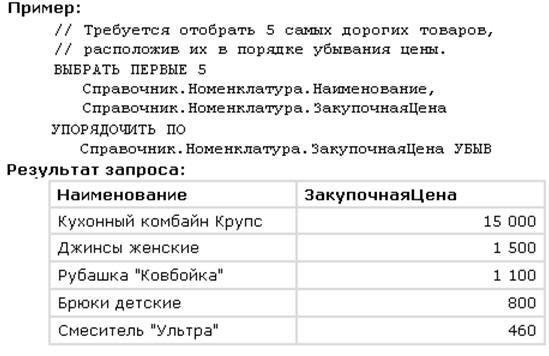 Пример:
// Требуется отобрать 5 самых дорогих товаров,
// расположив их в порядке убывания цены.
ВЫБРАТЬ ПЕРВЫЕ 5
Справочник.Номенклатура.Наименование,
Справочник.Номенклатура.ЗакупочнаяЦена
УПОРЯДОЧИТЬ ПО
Справочник.Номенклатура.ЗакупочнаяЦена УБЫВ
Результат запроса:
Наименование ЗакупочнаяЦена
Кухонный комбайн Крупс 15 000
Джинсы женские 1 500
Рубашка "Ковбойка" 1 100
Брюки детские 800
Смеситель "Ультра" 460